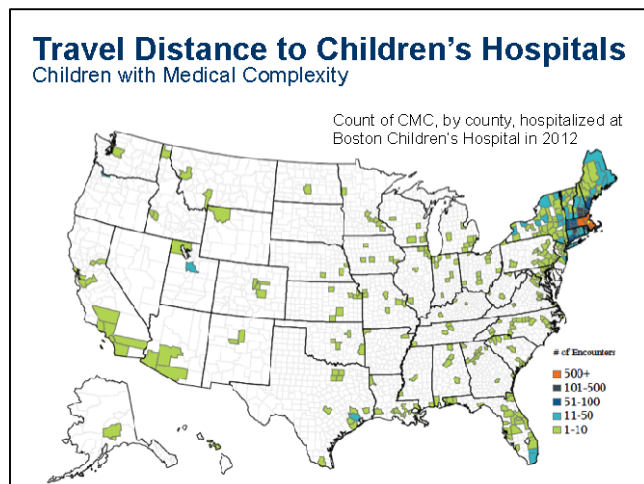 Travel Distance to Children's Hospitals
Children with Medical Complexity
Count of CMC, by county, hospitalized at
Boston Children's Hospital in 2012
# of Encounters
500+
101-500
51-100
11-50
1-10